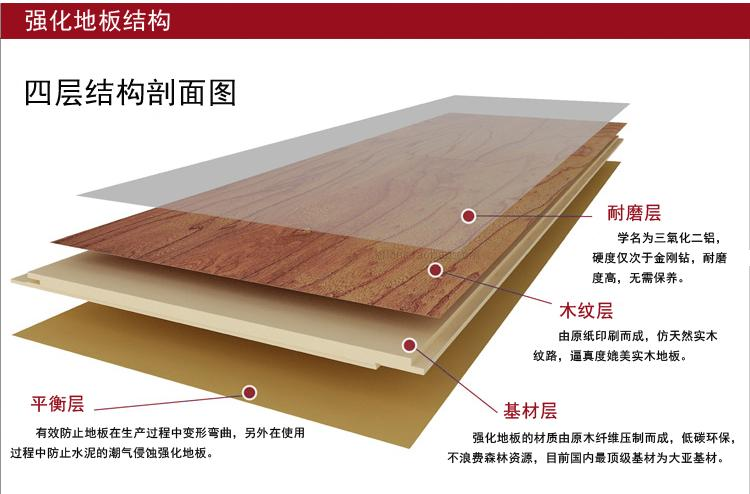 强化地板结构
四层结构剖面图
耐磨层
学名为三氧化二铝，
硬度仅次于金刚钻，耐磨
度高，无需保养。
木纹层
由原纸印刷而成，仿天然实木
纹路，逼真度媲美实木地板。
基材层
强化地板的材质由原木纤维压制而成，低碳环保，
不浪费森林资源，目前国内最顶级基材为大亚基材。
平衡层
有效防止地板在生产过程中变形弯曲，另外在使用
过程中防止水泥的潮气侵蚀强化地板。